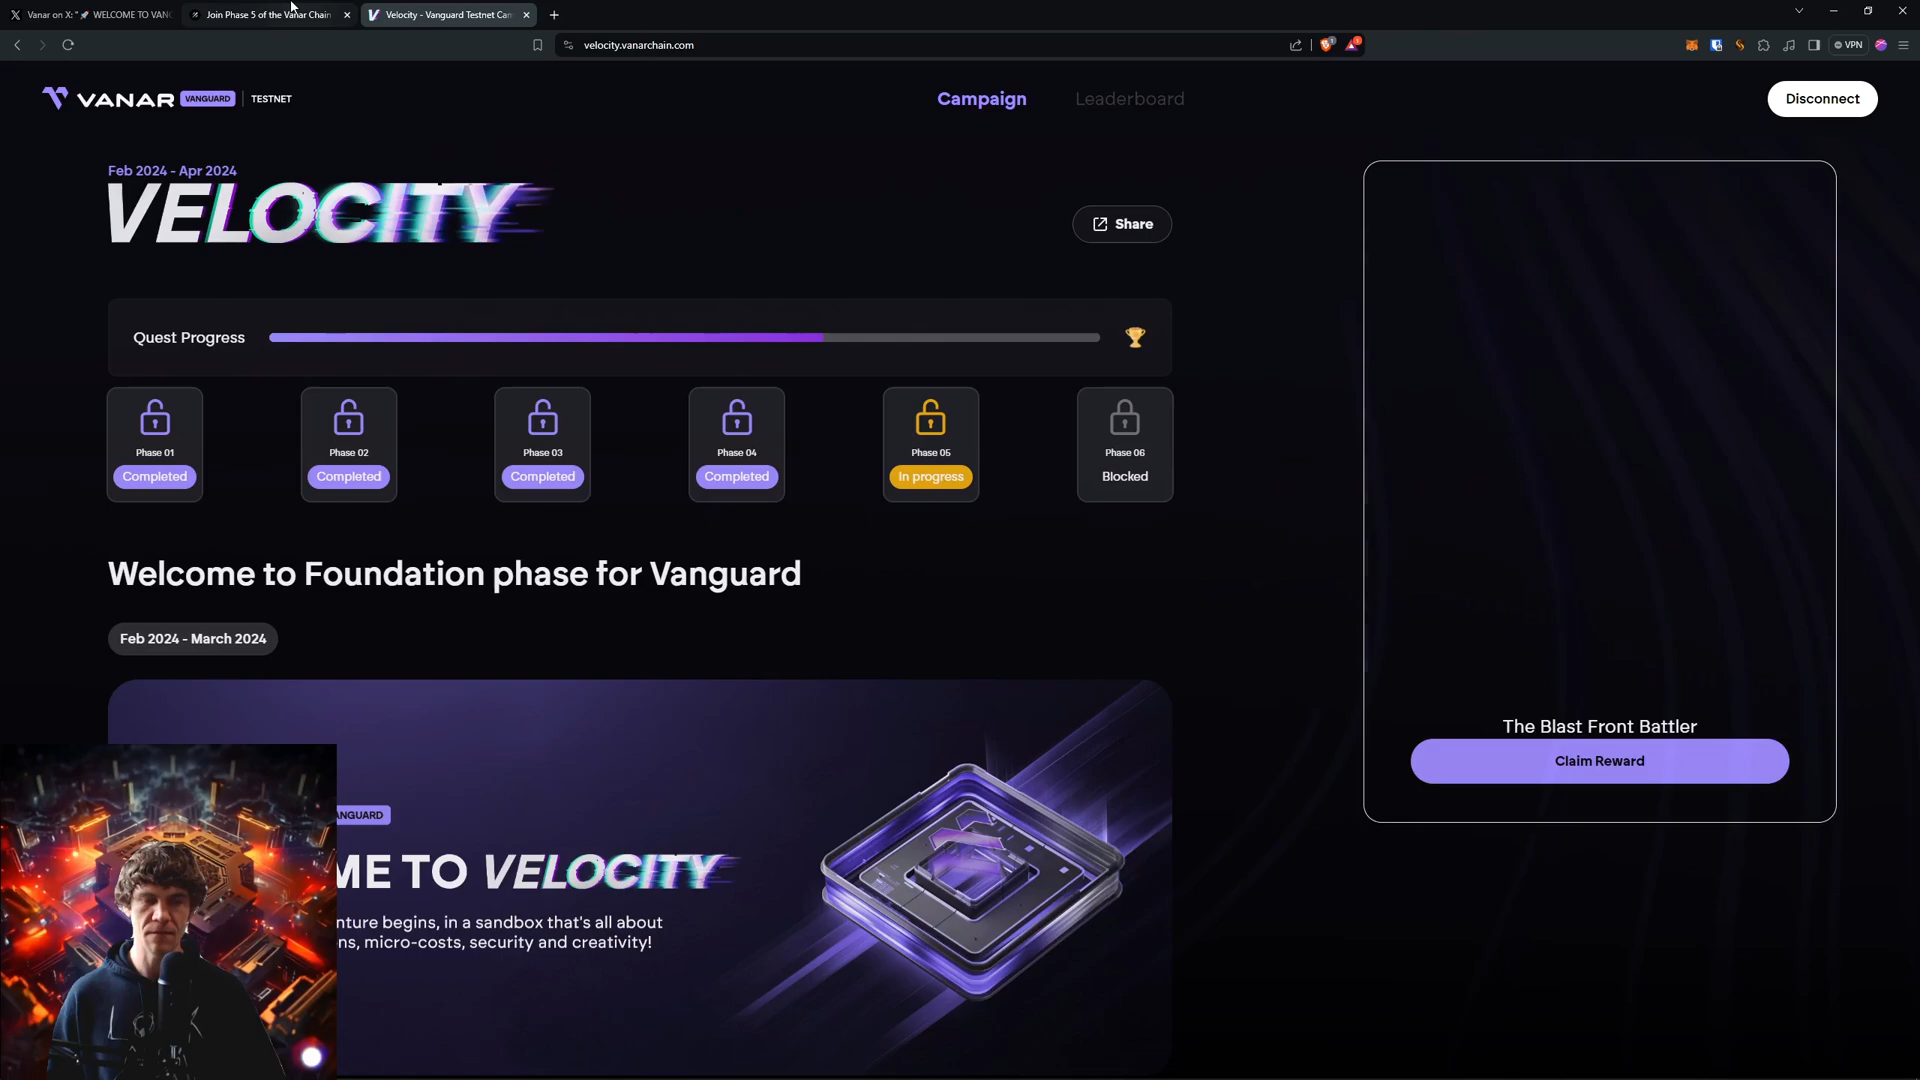 Vanar on X: "🚀 WELCOME TO VANC
Join Phase 5 of the Vanar Chain
Velocity - Vanguard Testnet Cam
velocity.vanarchain.com
VPN
VANAR VANGUARD TESTNET
Campaign
Leaderboard
Disconnect
Feb 2024 - Apr 2024
VELOCITY
Share
Quest Progress
Phase 01
Completed
Phase 02
Completed
Phase 03
Completed
Phase 04
Completed
Phase 05
In progress
Phase 06
Blocked
Welcome to Foundation phase for Vanguard
Feb 2024 - March 2024
ANGUARD
ME TO VELOCITY
nture begins, in a sandbox that's all about
ns, micro-costs, security and creativity!
The Blast Front Battler
Claim Reward